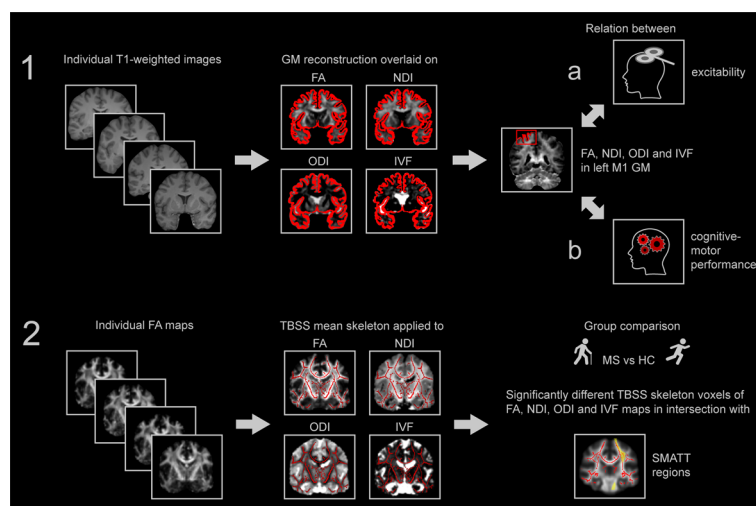 1
Individual T1-weighted images
GM reconstruction overlaid on
FA
NDI
ODI
IVF
Relation between
a
excitability
FA, NDI, ODI and IVF
in left M1 GM
b
cognitive-
motor
performance
2
Individual FA maps
TBSS mean skeleton applied to
FA
NDI
ODI
IVF
Group comparison
MS vs HC
Significantly different TBSS skeleton voxels of
FA, NDI, ODI and IVF maps in intersection with
SMATT
regions